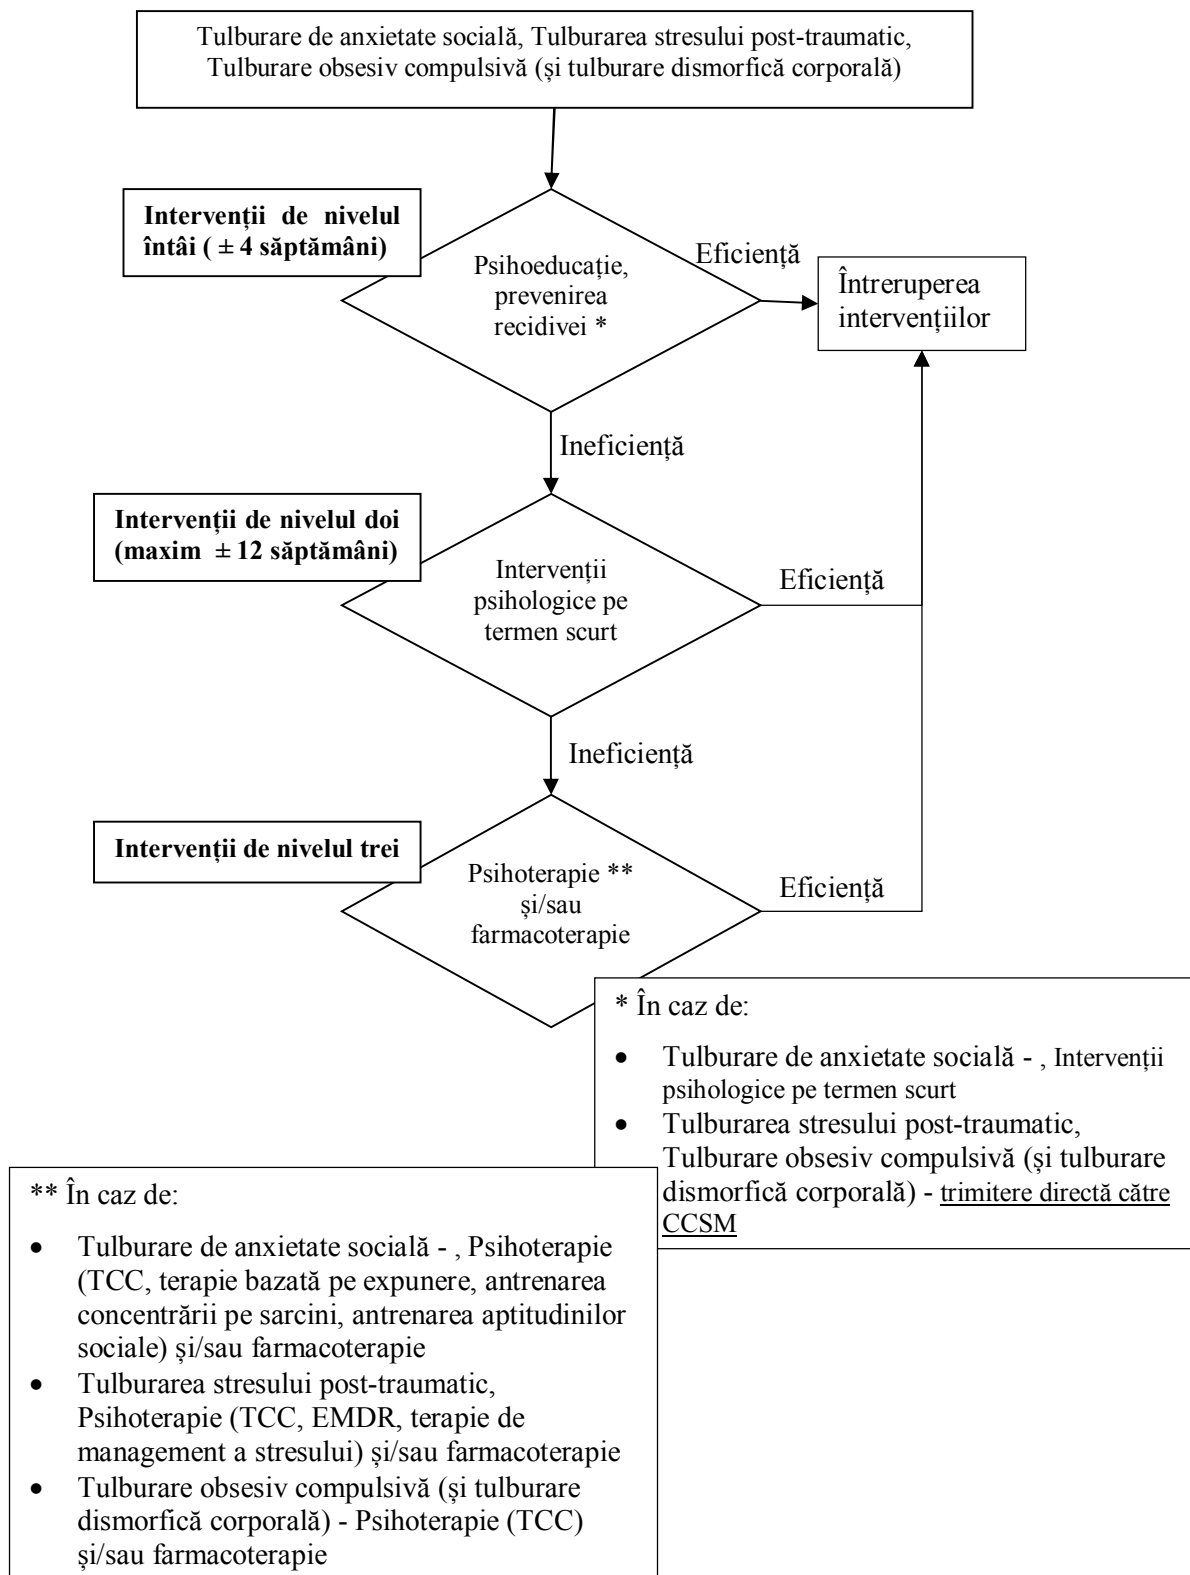 Tulburare de anxietate socială, Tulburarea stresului post-traumatic,
Tulburare obsesiv compulsivă (și tulburare dismorfică corporală)
Intervenții de nivelul
întâi ( ± 4 săptămâni)
Psihoeducație,
prevenirea
recidivei *
Eficiență
Întreruperea
intervențiilor
Ineficiență
Intervenții de nivelul doi
(maxim ± 12 săptămâni)
Intervenții
psihologice pe
termen scurt
Eficiență
Ineficiență
Intervenții de nivelul trei
Psihoterapie **
și/sau
farmacoterapie
Eficiență
* În caz de:
• Tulburare de anxietate socială - , Intervenții
psihologice pe termen scurt
• Tulburarea stresului post-traumatic,
Tulburare obsesiv compulsivă (și tulburare
dismorfică corporală) - trimitere directă către
CCSM
** În caz de:
• Tulburare de anxietate socială - , Psihoterapie
(TCC, terapie bazată pe expunere, antrenarea
concentrării pe sarcini, antrenarea aptitudinilor
sociale) și/sau farmacoterapie
• Tulburarea stresului post-traumatic,
Psihoterapie (TCC, EMDR, terapie de
management a stresului) și/sau farmacoterapie
• Tulburare obsesiv compulsivă (și tulburare
dismorfică corporală) - Psihoterapie (TCC)
și/sau farmacoterapie